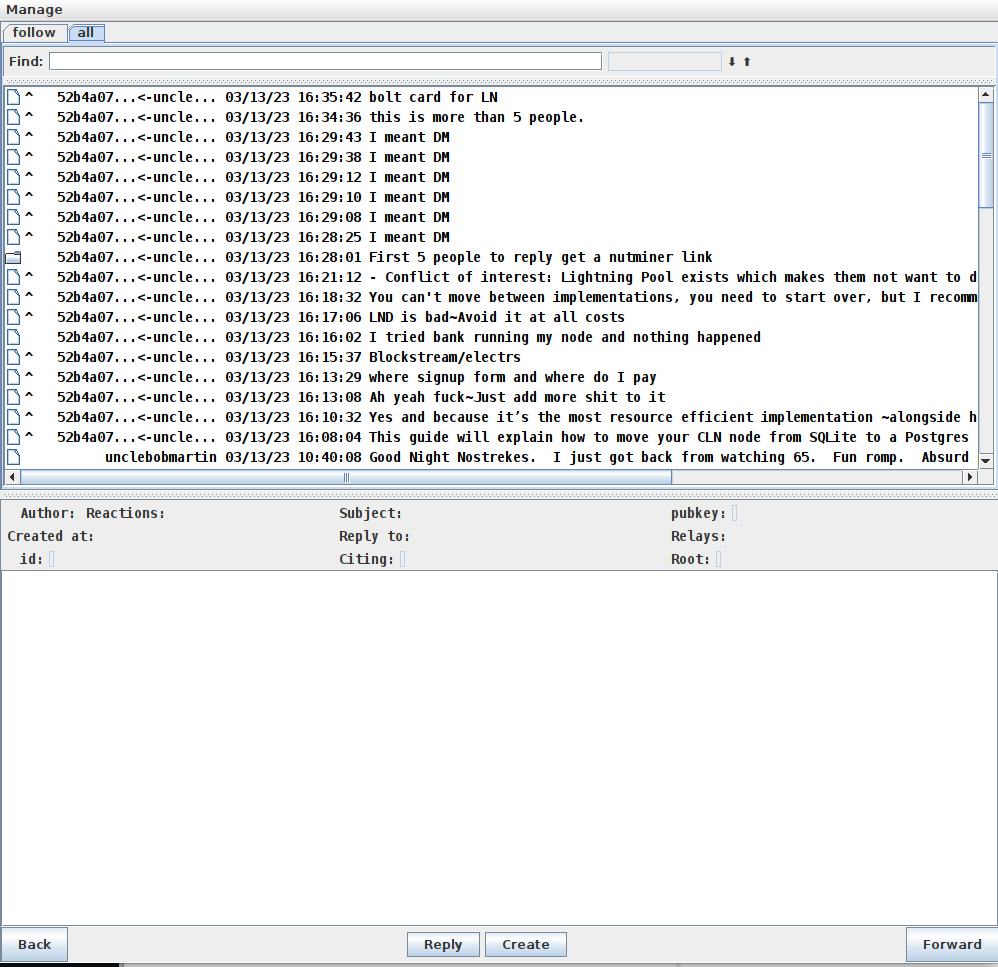 Manage
follow all
Find:
^ 52b4a07...<-uncle... 03/13/23 16:35:42 bolt card for LN
^ 52b4a07...<-uncle... 03/13/23 16:34:36 this is more than 5 people.
^ 52b4a07...<-uncle... 03/13/23 16:29:43 I meant DM
^ 52b4a07...<-uncle... 03/13/23 16:29:38 I meant DM
^ 52b4a07...<-uncle... 03/13/23 16:29:12 I meant DM
^ 52b4a07...<-uncle... 03/13/23 16:29:10 I meant DM
^ 52b4a07...<-uncle... 03/13/23 16:29:08 I meant DM
^ 52b4a07...<-uncle... 03/13/23 16:28:25 I meant DM
52b4a07...<-uncle... 03/13/23 16:28:01 First 5 people to reply get a nutminer link
^ 52b4a07...<-uncle... 03/13/23 16:21:12 - Conflict of interest: Lightning Pool exists which makes them not want to d
^ 52b4a07...<-uncle... 03/13/23 16:18:32 You can't move between implementations, you need to start over, but I recomm
^ 52b4a07...<-uncle... 03/13/23 16:17:06 LND is bad~Avoid it at all costs
52b4a07...<-uncle... 03/13/23 16:16:02 I tried bank running my node and nothing happened
^ 52b4a07...<-uncle... 03/13/23 16:15:37 Blockstream/electrs
^ 52b4a07...<-uncle... 03/13/23 16:13:29 where signup form and where do I pay
^ 52b4a07...<-uncle... 03/13/23 16:13:08 Ah yeah fuck~Just add more shit to it
^ 52b4a07...<-uncle... 03/13/23 16:10:32 Yes and because it’s the most resource efficient implementation ~alongside h
^ 52b4a07...<-uncle... 03/13/23 16:08:04 This guide will explain how to move your CLN node from SQLite to a Postgres
unclebobmartin 03/13/23 10:40:08 Good Night Nostrekes.  I just got back from watching 65.  Fun romp.  Absurd
Author: Reactions: Subject: pubkey:
Created at: Reply to: Relays:
id: Citing: Root:
Back Reply Create Forward